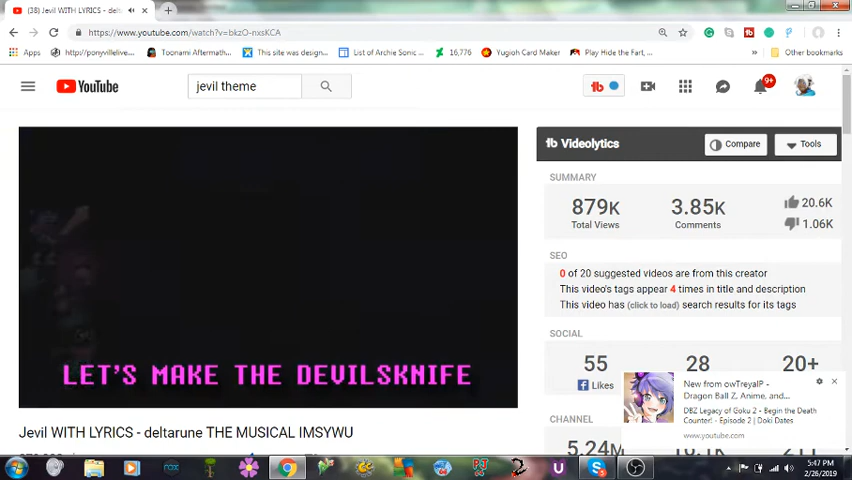 (38) Jevil WITH LYRICS - delta
https://www.youtube.com/watch?v=bkzO-nxsKCA
Apps
http://ponyvillelive...
Toonami Aftermath...
This site was design...
List of Archie Sonic ...
16,776
Yugioh Card Maker
Play Hide the Fart, ...
Other bookmarks
YouTube
jevil theme
tb
9+
LET'S MAKE THE DEVILSKNIFE
Jevil WITH LYRICS - deltarune THE MUSICAL IMSYWU
tb Videolytics
Compare
Tools
SUMMARY
879K
3.85K
20.6K
Total Views
Comments
1.06K
SEO
0 of 20 suggested videos are from this creator
This video's tags appear 4 times in title and description
This video has (click to load) search results for its tags
SOCIAL
55
28
20+
Likes
CHANNEL
5.24M
New from owTreyalP -
Dragon Ball Z, Anime, and...
DBZ Legacy of Goku 2 - Begin the Death
Counter! - Episode 2 | Doki Dates
www.youtube.com
5:47 PM
2/26/2019